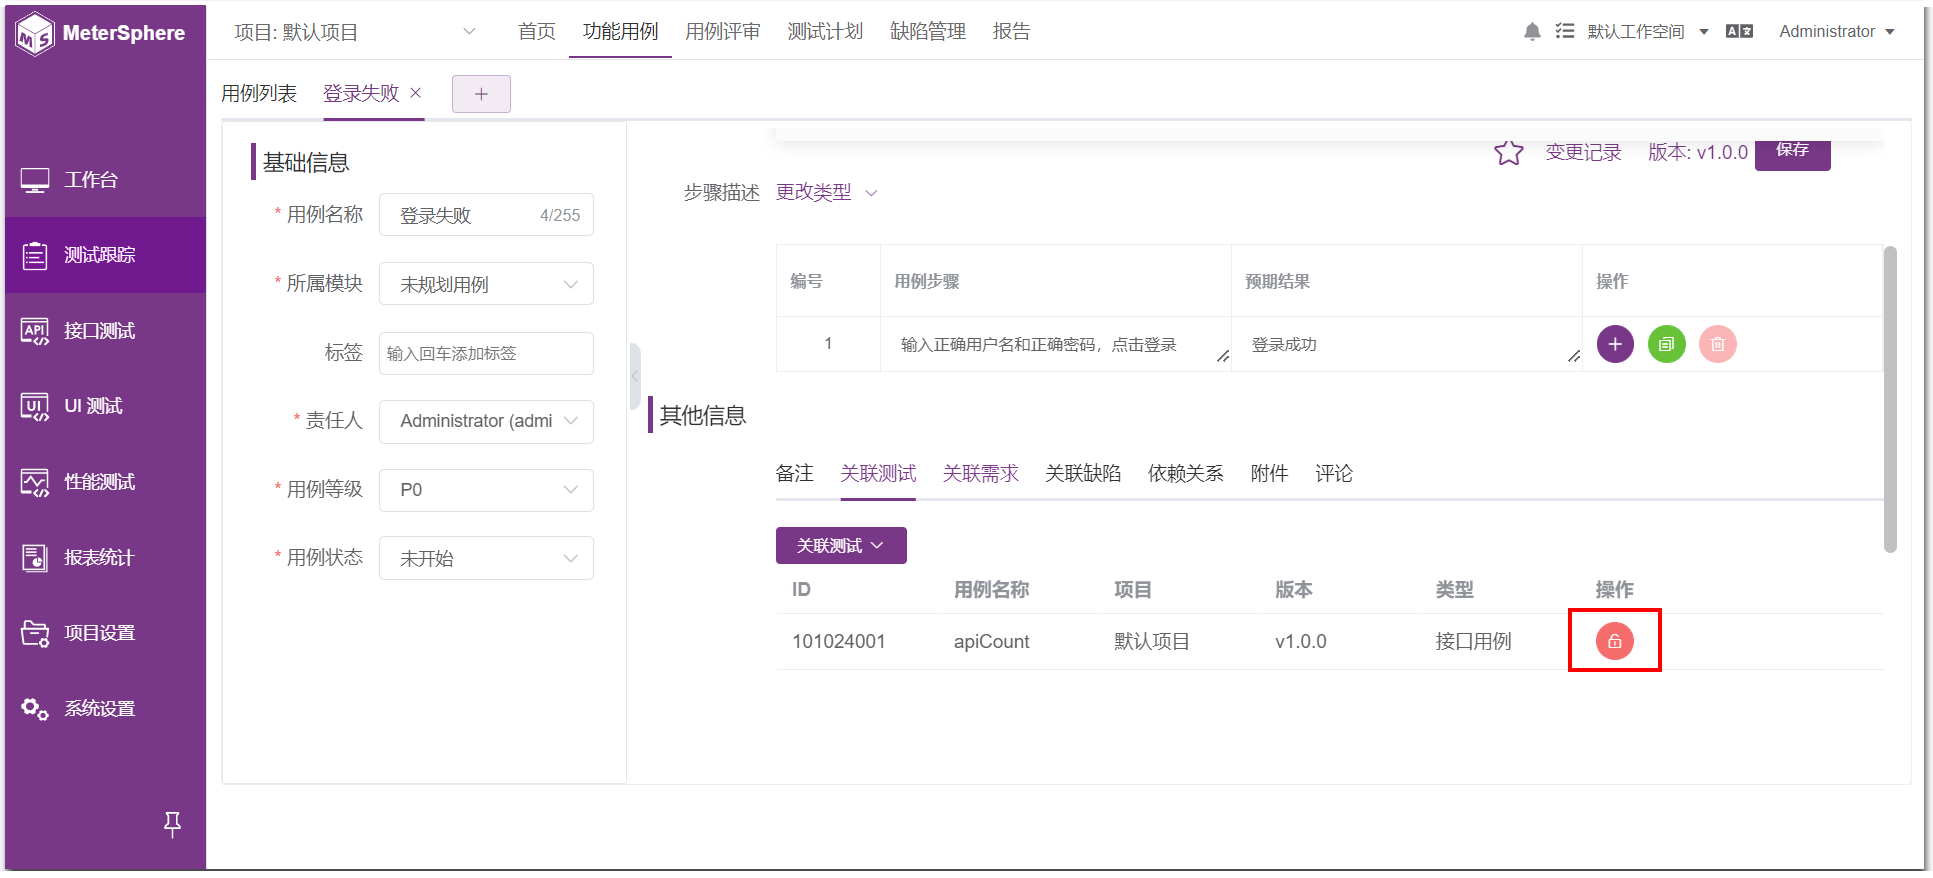 MeterSphere
项目: 默认项目
首页 功能用例 用例评审 测试计划 缺陷管理 报告
默认工作空间
Administrator
用例列表 登录失败
工作台
测试跟踪
API 接口测试
UI UI 测试
性能测试
报表统计
项目设置
系统设置
基础信息
* 用例名称 登录失败 4/255
* 所属模块 未规划用例
标签 输入回车添加标签
* 责任人 Administrator (admi
* 用例等级 P0
* 用例状态 未开始
变更记录 版本: v1.0.0 保存
步骤描述 更改类型
编号 用例步骤 预期结果 操作
1 输入正确用户名和正确密码，点击登录 登录成功
其他信息
备注 关联测试 关联需求 关联缺陷 依赖关系 附件 评论
关联测试
ID 用例名称 项目 版本 类型 操作
101024001 apiCount 默认项目 v1.0.0 接口用例